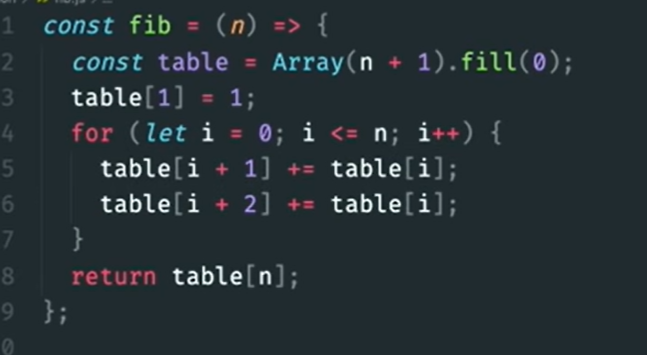 1 const fib = (n) => {
2 const table = Array(n + 1).fill(0);
3 table[1] = 1;
4 for (let i = 0; i <= n; i++) {
5 table[i + 1] += table[i];
6 table[i + 2] += table[i];
7 }
8 return table[n];
9 };
0